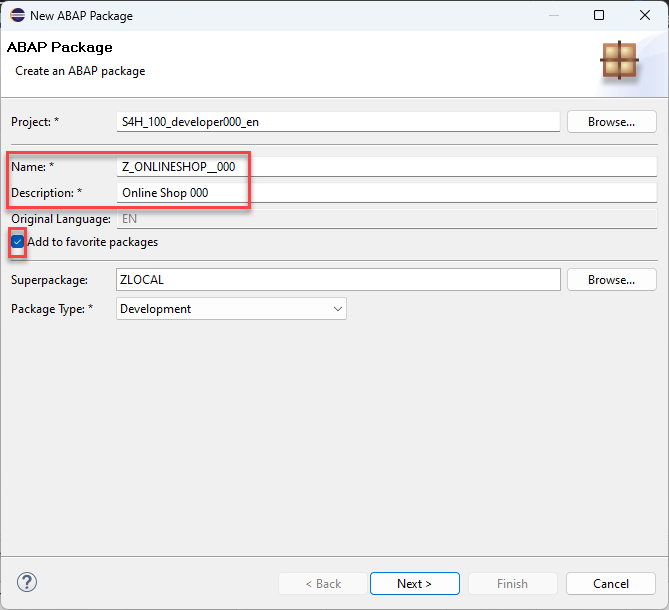 New ABAP Package
ABAP Package
Create an ABAP package
Project: * S4H_100_developer000_en Browse...
Name: * Z_ONLINESHOP__000
Description: * Online Shop 000
Original Language: EN
Add to favorite packages
Superpackage: ZLOCAL Browse...
Package Type: * Development
? < Back Next > Finish Cancel